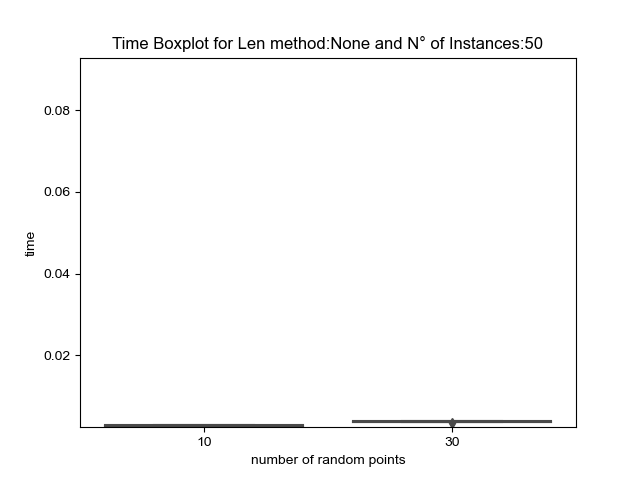 Time Boxplot for Len method:None and N° of Instances:50
0.08
0.06
0.04
0.02
time
10 30
number of random points